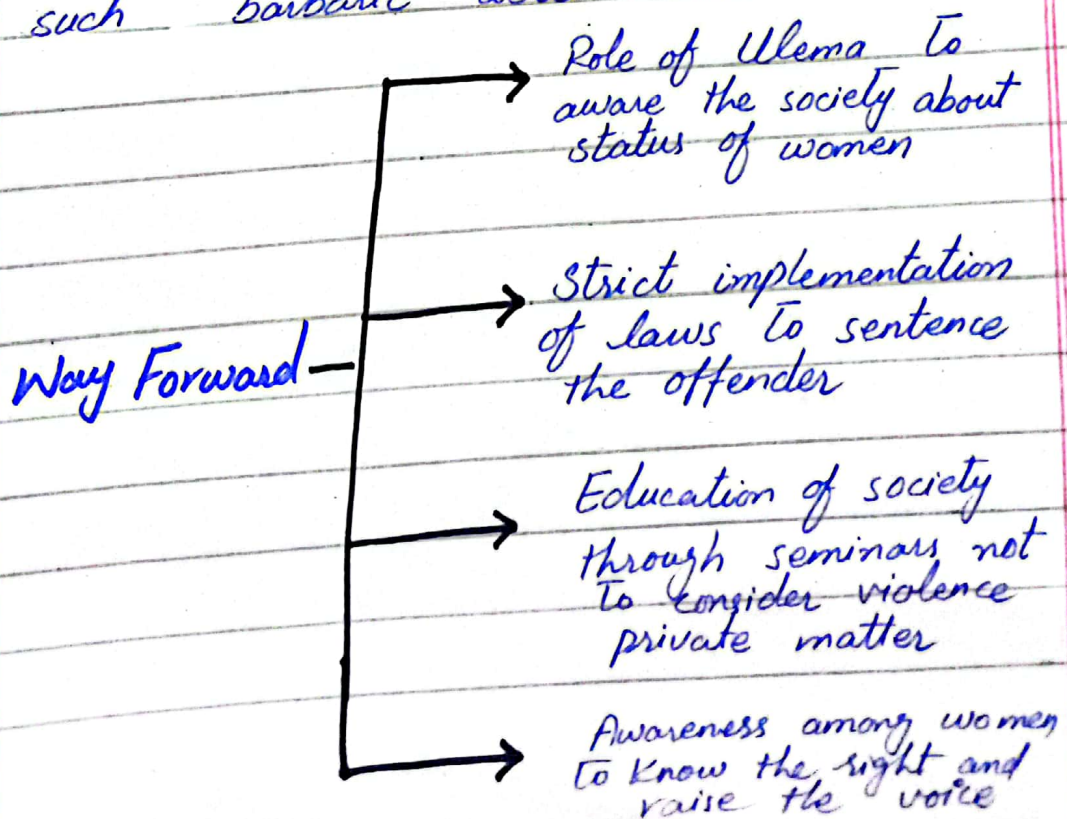 such barbaric
Role of Ulema to
aware the society about
status of women
Strict implementation
of laws to sentence
the offender
Way Forward
Education of society
through seminars not
to consider violence
private matter
Awareness among women
to know the right and
raise the voice